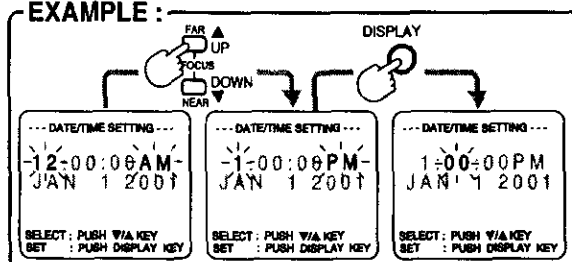 EXAMPLE :
FAR ▲
UP
FOCUS
DOWN
NEAR ▼
DISPLAY
--- DATE/TIME SETTING ---
12:00:00AM
JAN 1 2001
SELECT : PUSH ▼/▲ KEY
SET : PUSH DISPLAY KEY
--- DATE/TIME SETTING ---
1:00:00PM
JAN 1 2001
SELECT : PUSH ▼/▲ KEY
SET : PUSH DISPLAY KEY
--- DATE/TIME SETTING ---
1:00:00PM
JAN 1 2001
SELECT : PUSH ▼/▲ KEY
SET : PUSH DISPLAY KEY